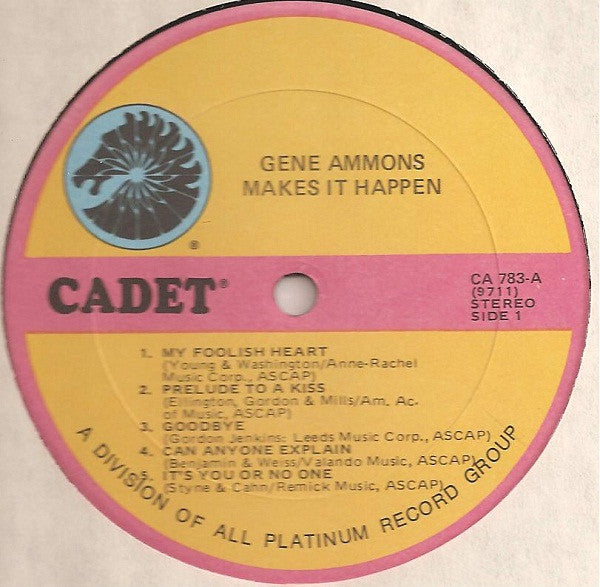 GENE AMMONS
MAKES IT HAPPEN
®
CADET®
CA 783-A
(9711)
STEREO
SIDE 1
1. MY FOOLISH HEART
(Young & Washington/Anne-Rachel
Music Corp., ASCAP)
2. PRELUDE TO A KISS
(Ellington, Gordon & Mills/Am. Ac.
of Music, ASCAP)
3. GOODBYE
(Gordon Jenkins: Leeds Music Corp., ASCAP)
4. CAN ANYONE EXPLAIN
(Benjamin & Weiss/Valando Music, ASCAP)
5. IT'S YOU OR NO ONE
(Styne & Cahn/Remick Music, ASCAP)
A DIVISION OF ALL PLATINUM RECORD GROUP